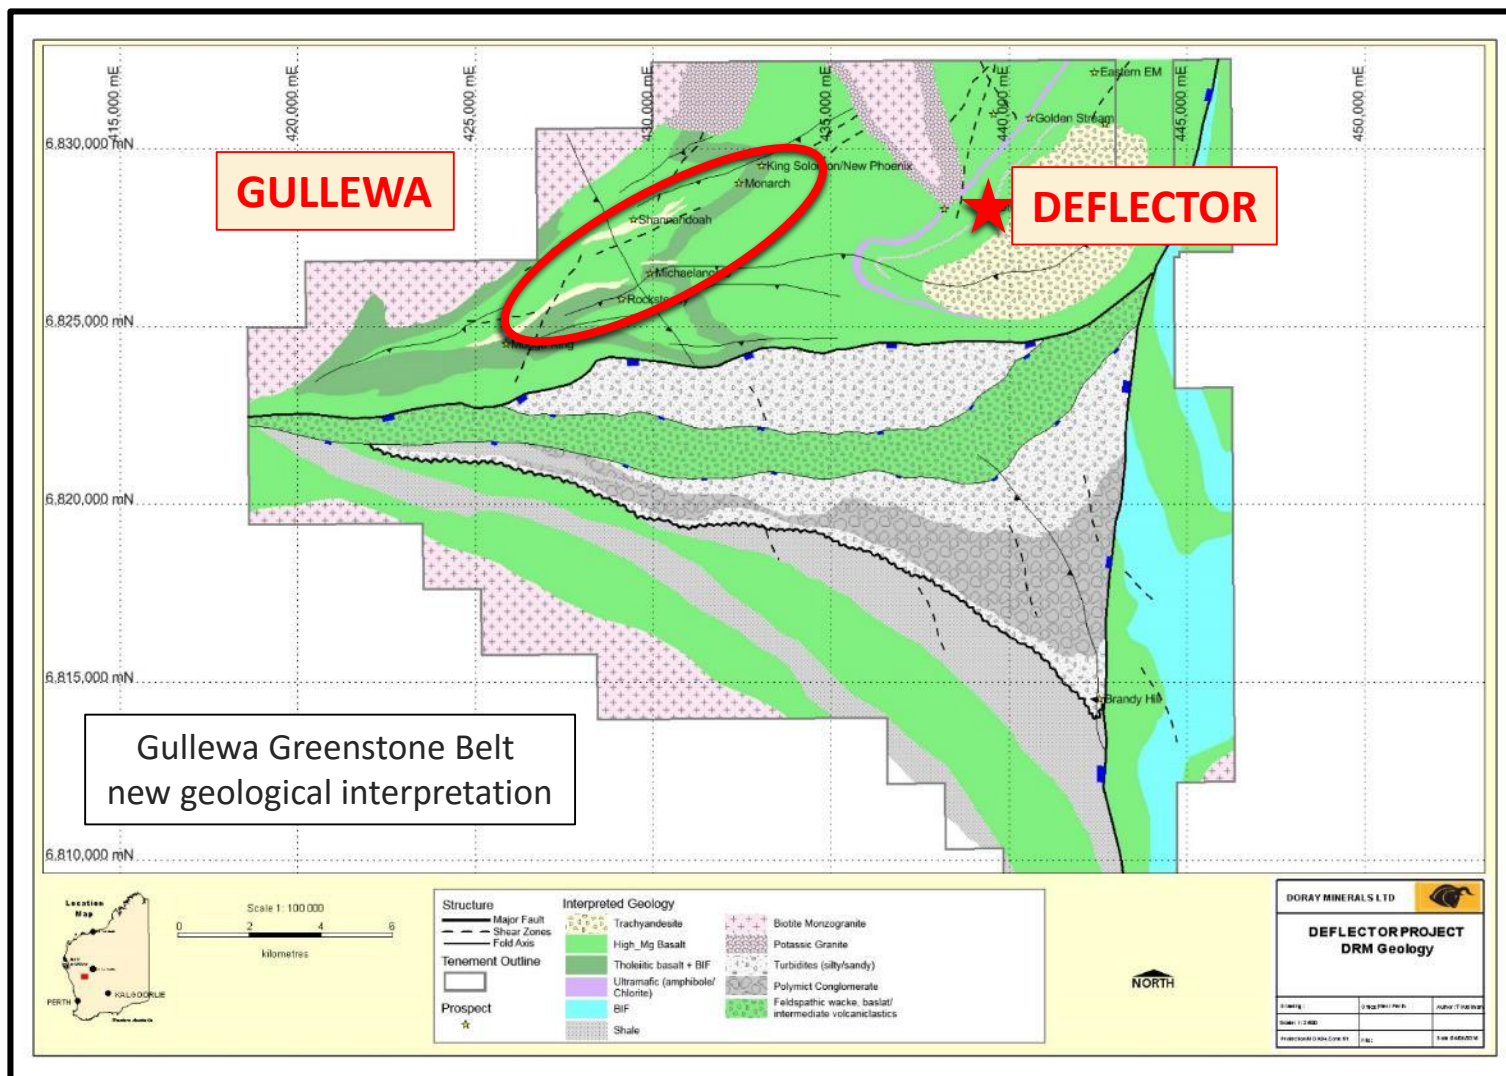 415,000 mE
420,000 mE
425,000 mE
430,000 mE
435,000 mE
440,000 mE
445,000 mE
450,000 mE
6,830,000 mN
6,825,000 mN
6,820,000 mN
6,815,000 mN
6,810,000 mN
GULLEWA
DEFLECTOR
Eastern EM
Golden Stream
King Solomon/New Phoenix
Monarch
Shannandoah
Brandy Hill
Gullewa Greenstone Belt
new geological interpretation
Location
Map
PERTH
KALGOORLIE
Scale 1: 100 000
0 2 4 6
kilometres
Structure
Major Fault
Shear Zones
Fold Axis
Tenement Outline
Prospect
Interpreted Geology
Trachyandesite
High_Mg Basalt
Tholeiitic basalt + BIF
Ultramafic (amphibole/
Chlorite)
BIF
Shale
Biotite Monzogranite
Potassic Granite
Turbidites (silty/sandy)
Polymict Conglomerate
Feldspathic wacke, baslat/
intermediate volcaniclastics
NORTH
DORAY MINERALS LTD
DEFLECTOR PROJECT
DRM Geology